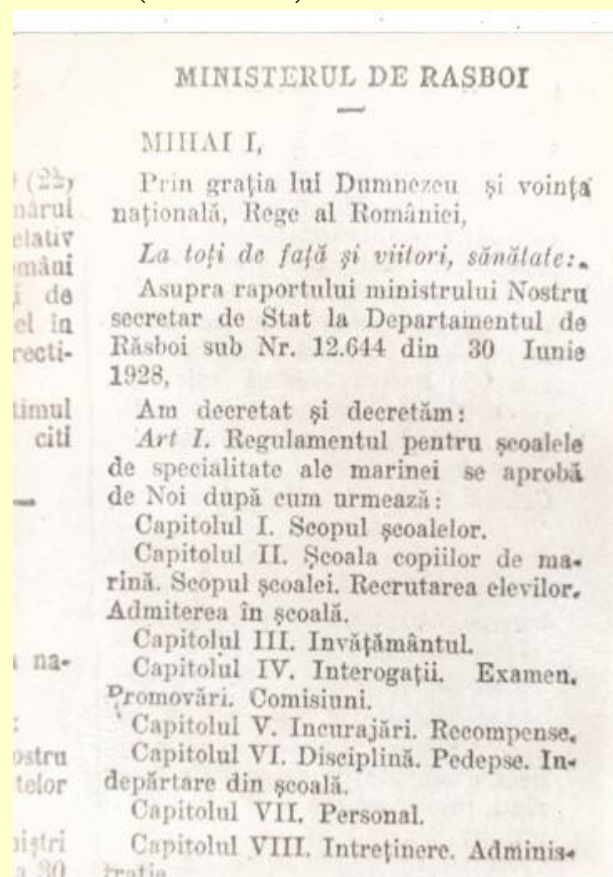 MINISTERUL DE RASBOI
MIHAI I,
Prin grația lui Dumnezeu și voința
națională, Rege al României,
La toți de față și viitori, sănătate:.
Asupra raportului ministrului Nostru
secretar de Stat la Departamentul de
Răsboi sub Nr. 12.644 din 30 Iunie
1928,
Am decretat și decretăm:
Art I. Regulamentul pentru școalele
de specialitate ale marinei se aprobă
de Noi după cum urmează:
Capitolul I. Scopul școalelor.
Capitolul II. Școala copiilor de ma-
rină. Scopul școalei. Recrutarea elevilor.
Admiterea în școală.
Capitolul III. Invățământul.
Capitolul IV. Interogații. Examen.
Promovări. Comisiuni.
Capitolul V. Incurajări. Recompense.
Capitolul VI. Disciplină. Pedepse. In-
depărtare din școală.
Capitolul VII. Personal.
Capitolul VIII. Intreținere. Adminis-
trație